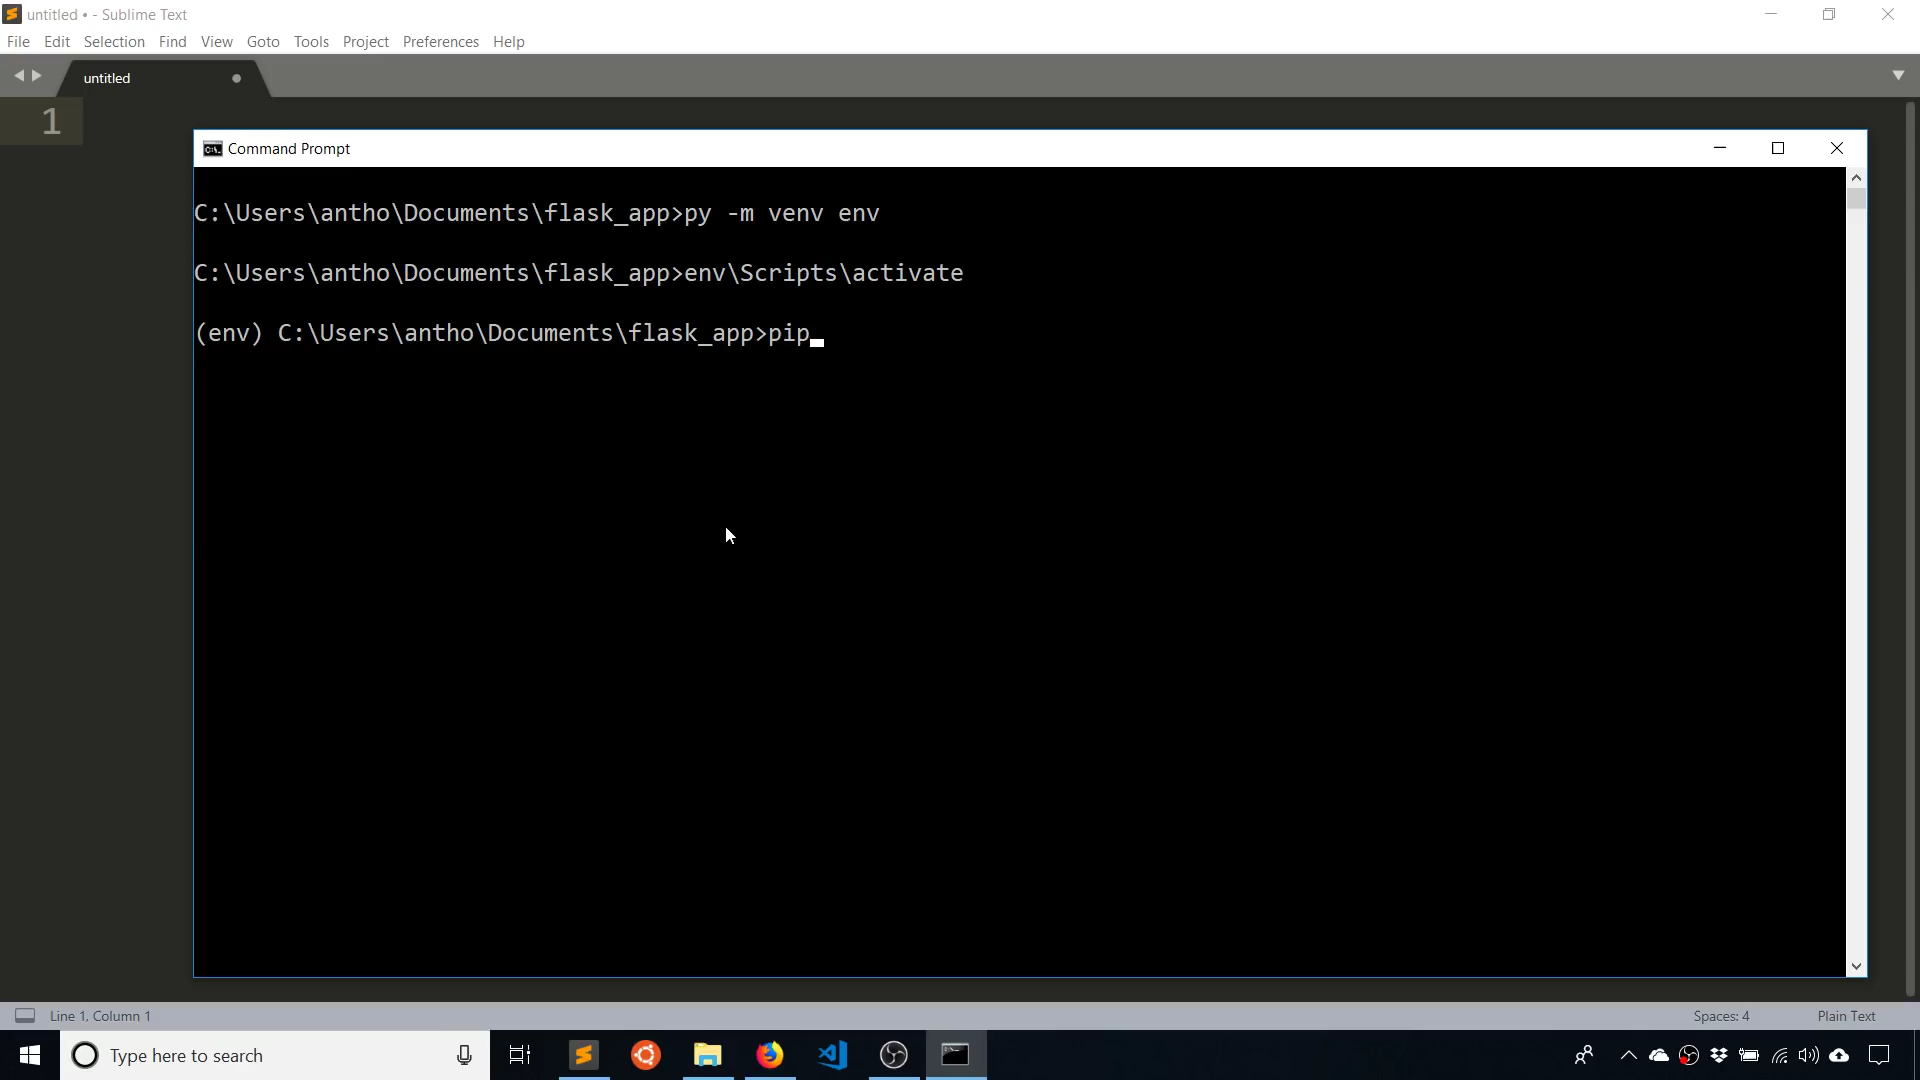 untitled • - Sublime Text
File Edit Selection Find View Goto Tools Project Preferences Help
untitled
1
Command Prompt
C:\Users\antho\Documents\flask_app>py -m venv env
C:\Users\antho\Documents\flask_app>env\Scripts\activate
(env) C:\Users\antho\Documents\flask_app>pip
Line 1, Column 1 Spaces: 4 Plain Text
Type here to search